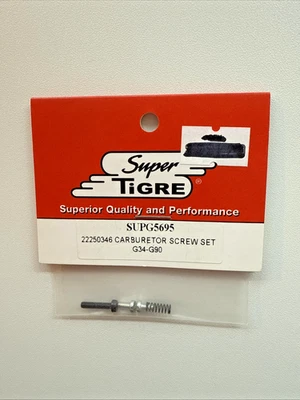 Super
TiGRE®
Superior Quality and Performance
SUPG5695
22250346 CARBURETOR SCREW SET
G34-G90